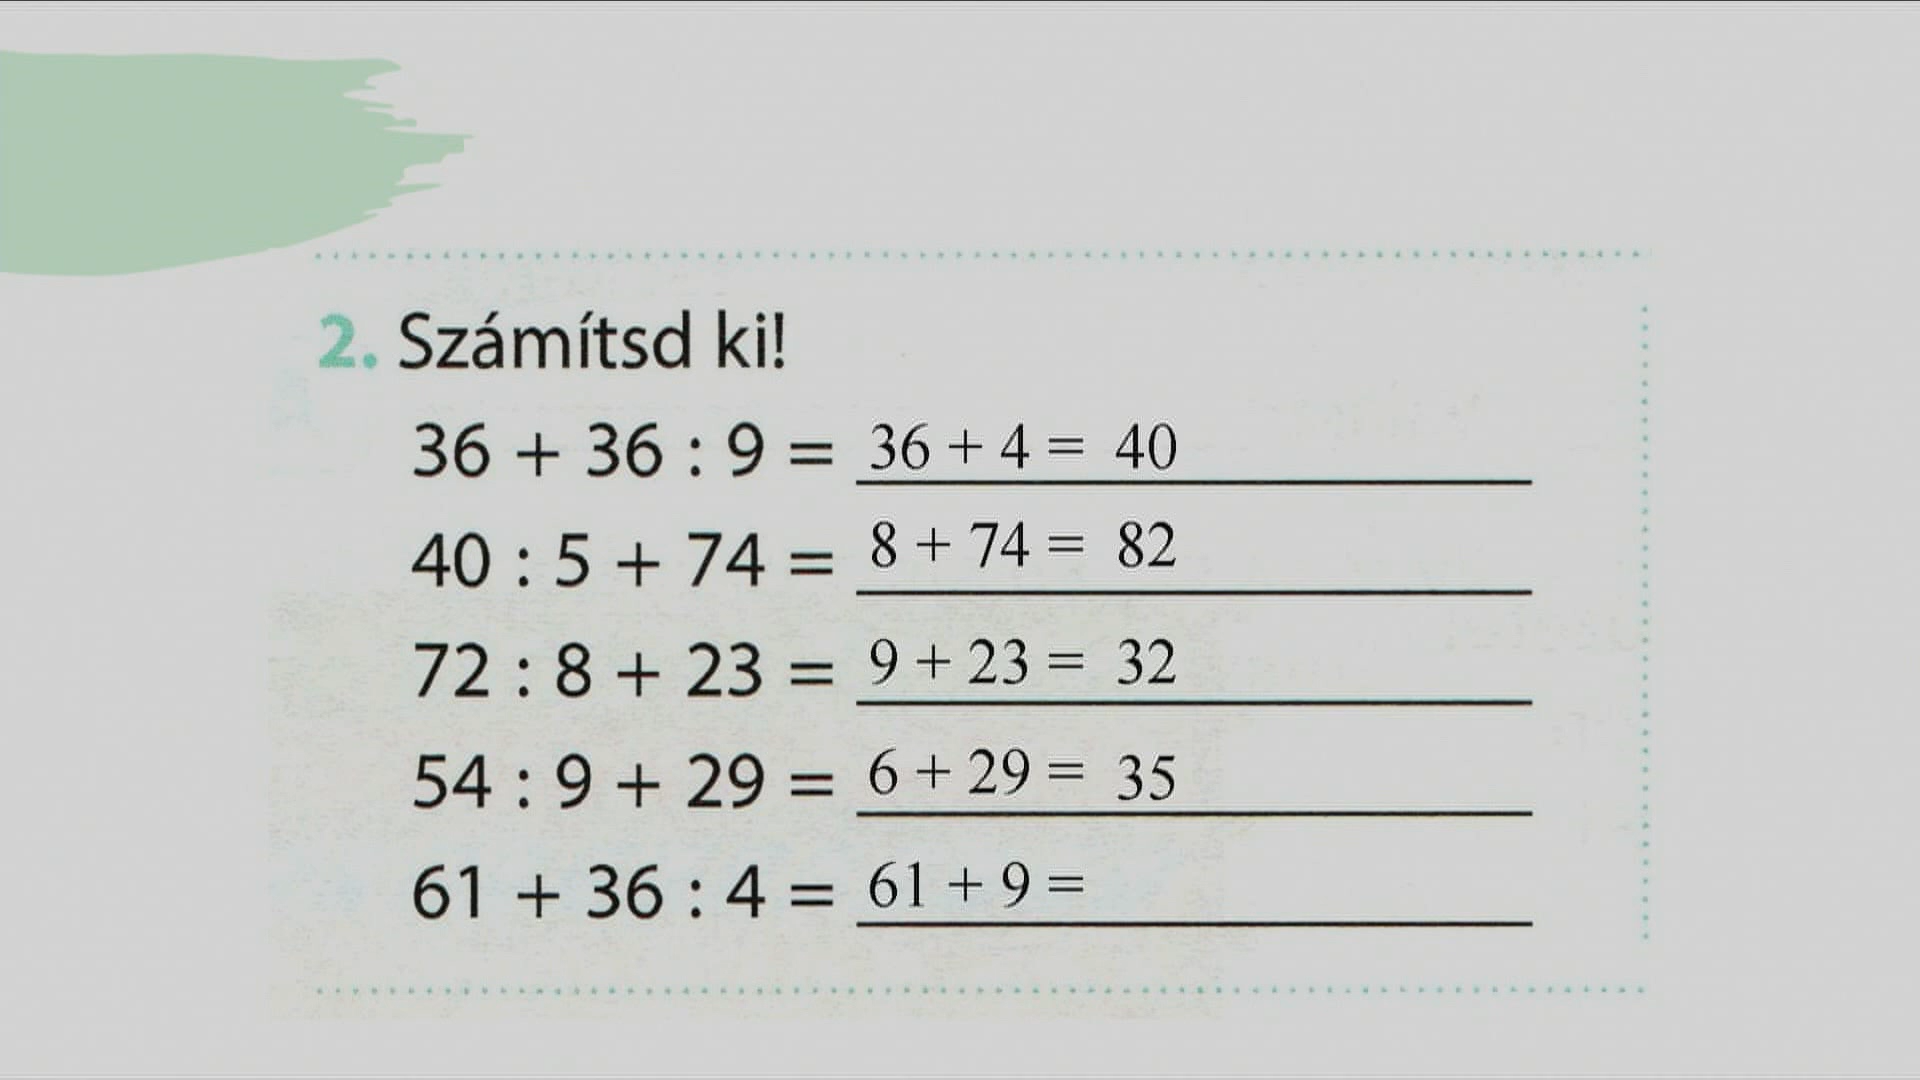 2. Számítsd ki!
36 + 36 : 9 = 36 + 4 = 40
40 : 5 + 74 = 8 + 74 = 82
72 : 8 + 23 = 9 + 23 = 32
54 : 9 + 29 = 6 + 29 = 35
61 + 36 : 4 = 61 + 9 =